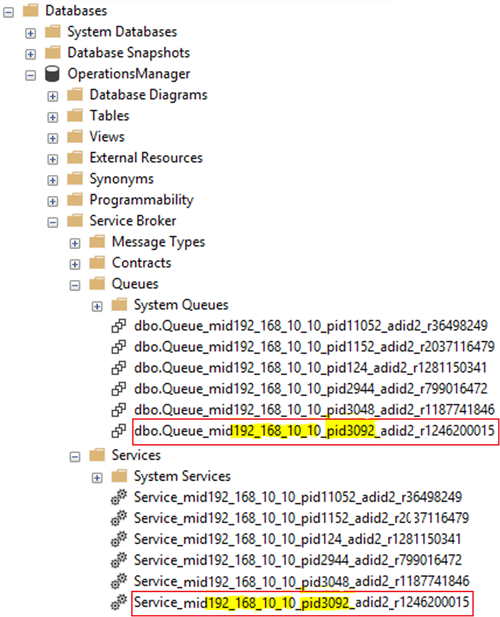 Databases
System Databases
Database Snapshots
OperationsManager
Database Diagrams
Tables
Views
External Resources
Synonyms
Programmability
Service Broker
Message Types
Contracts
Queues
System Queues
dbo.Queue_mid192_168_10_10_pid11052_adid2_r36498249
dbo.Queue_mid192_168_10_10_pid1152_adid2_r2037116479
dbo.Queue_mid192_168_10_10_pid124_adid2_r1281150341
dbo.Queue_mid192_168_10_10_pid2944_adid2_r799016472
dbo.Queue_mid192_168_10_10_pid3048_adid2_r1187741846
dbo.Queue_mid192_168_10_10_pid3092_adid2_r1246200015
Services
System Services
Service_mid192_168_10_10_pid11052_adid2_r36498249
Service_mid192_168_10_10_pid1152_adid2_r2037116479
Service_mid192_168_10_10_pid124_adid2_r1281150341
Service_mid192_168_10_10_pid2944_adid2_r799016472
Service_mid192_168_10_10_pid3048_adid2_r1187741846
Service_mid192_168_10_10_pid3092_adid2_r1246200015